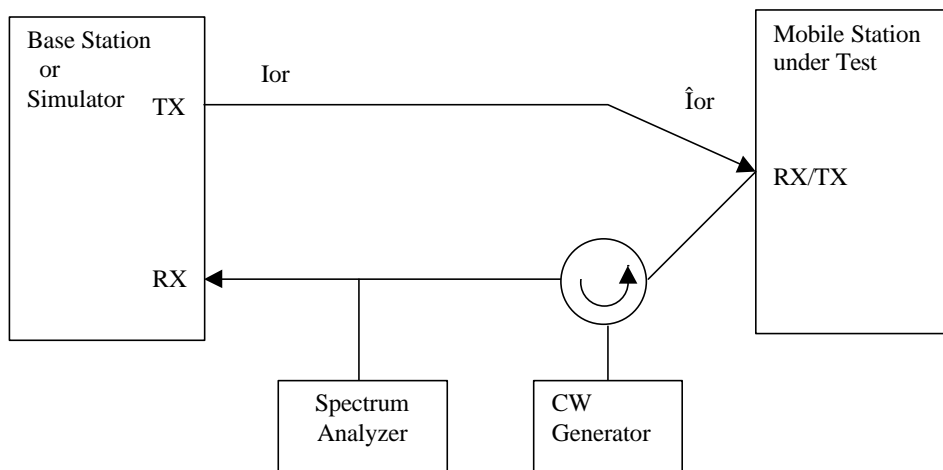 Base Station
or
Simulator
TX
RX
Ior
Îor
Mobile Station
under Test
RX/TX
Spectrum
Analyzer
CW
Generator